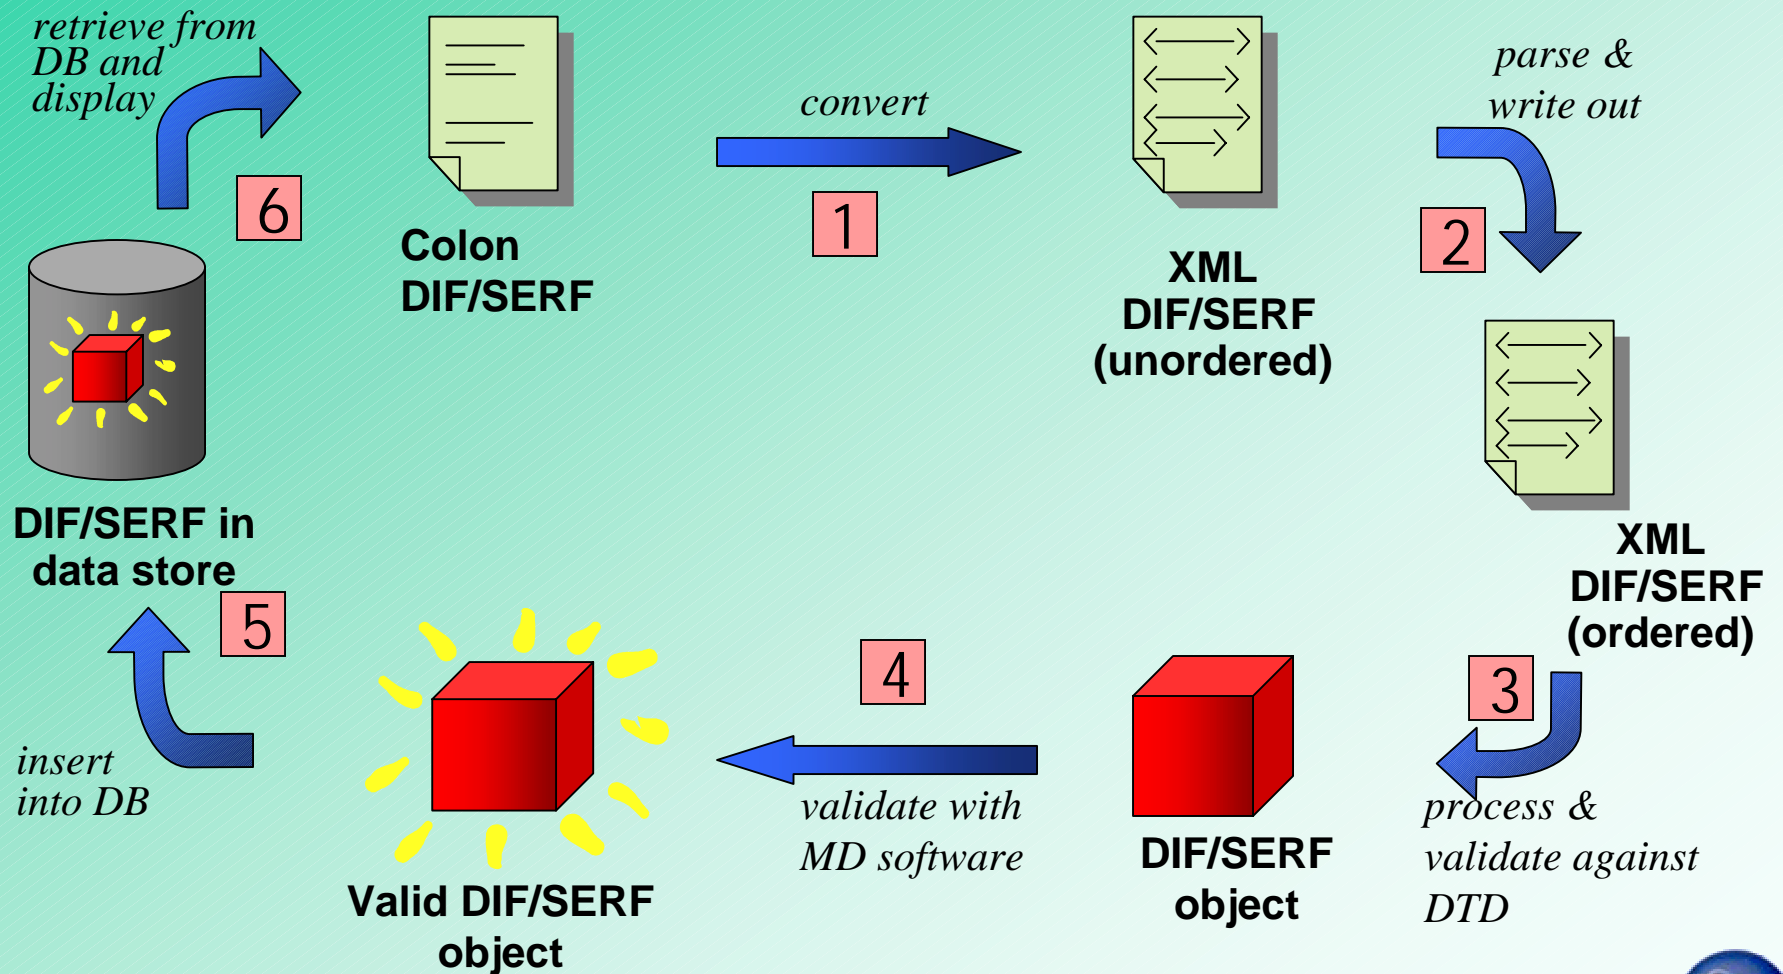 retrieve from
DB and
display
6
Colon
DIF/SERF
convert
1
XML
DIF/SERF
(unordered)
parse &
write out
2
XML
DIF/SERF
(ordered)
3
process &
validate against
DTD
DIF/SERF
object
4
validate with
MD software
Valid DIF/SERF
object
5
insert
into DB
DIF/SERF in
data store